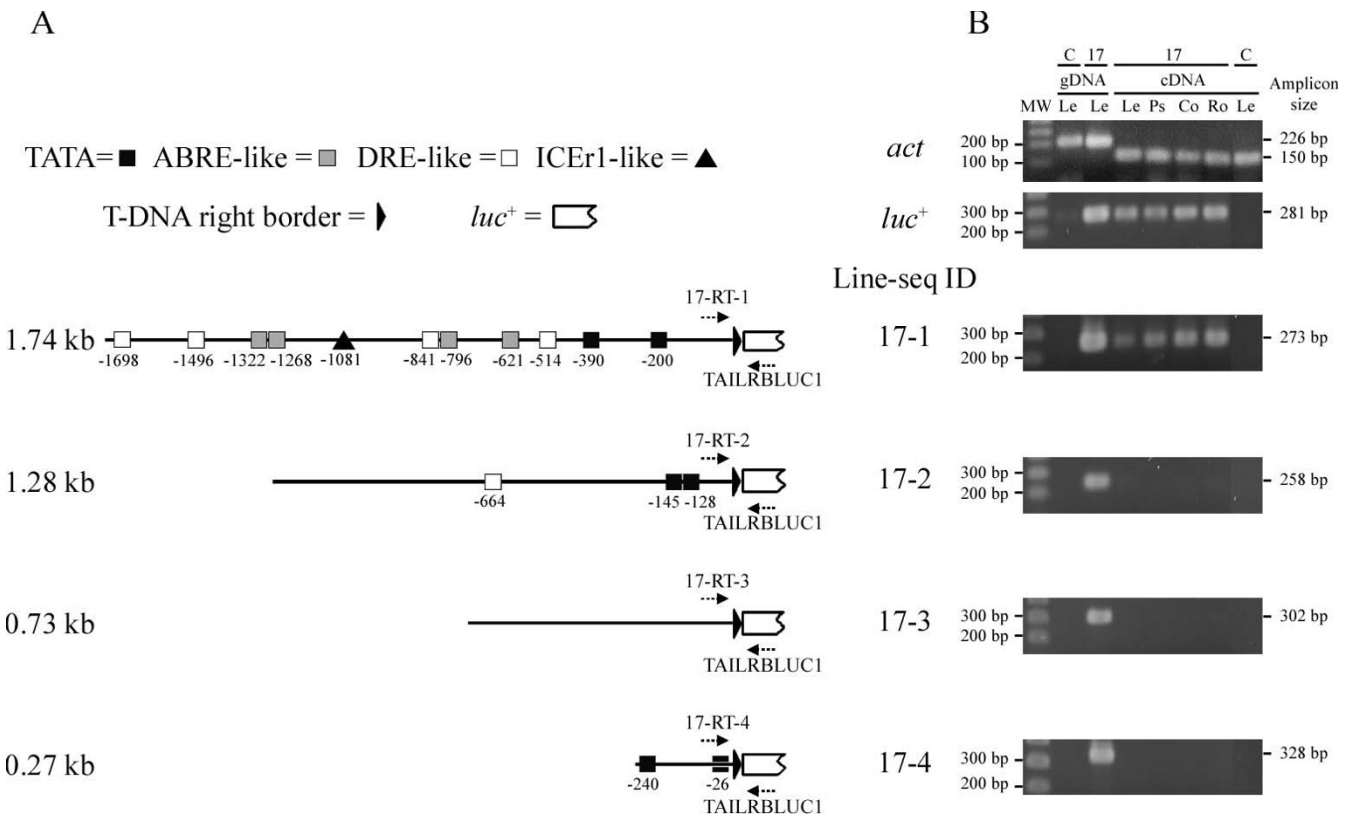 A
TATA= ABRE-like = DRE-like = ICEr1-like =
T-DNA right border = luc+ =
1.74 kb
17-RT-1
-1698 -1496 -1322 -1268 -1081 -841 -796 -621 -514 -390 -200
TAILRBLUC1
1.28 kb
17-RT-2
-664 -145 -128
TAILRBLUC1
0.73 kb
17-RT-3
TAILRBLUC1
0.27 kb
17-RT-4
-240 -26
TAILRBLUC1
B
C 17 17 C
gDNA cDNA
MW Le Le Le Ps Co Ro Le
Amplicon
size
act
200 bp
100 bp
226 bp
150 bp
luc+
300 bp
200 bp
281 bp
Line-seq ID
17-1
300 bp
200 bp
273 bp
17-2
300 bp
200 bp
258 bp
17-3
300 bp
200 bp
302 bp
17-4
300 bp
200 bp
328 bp